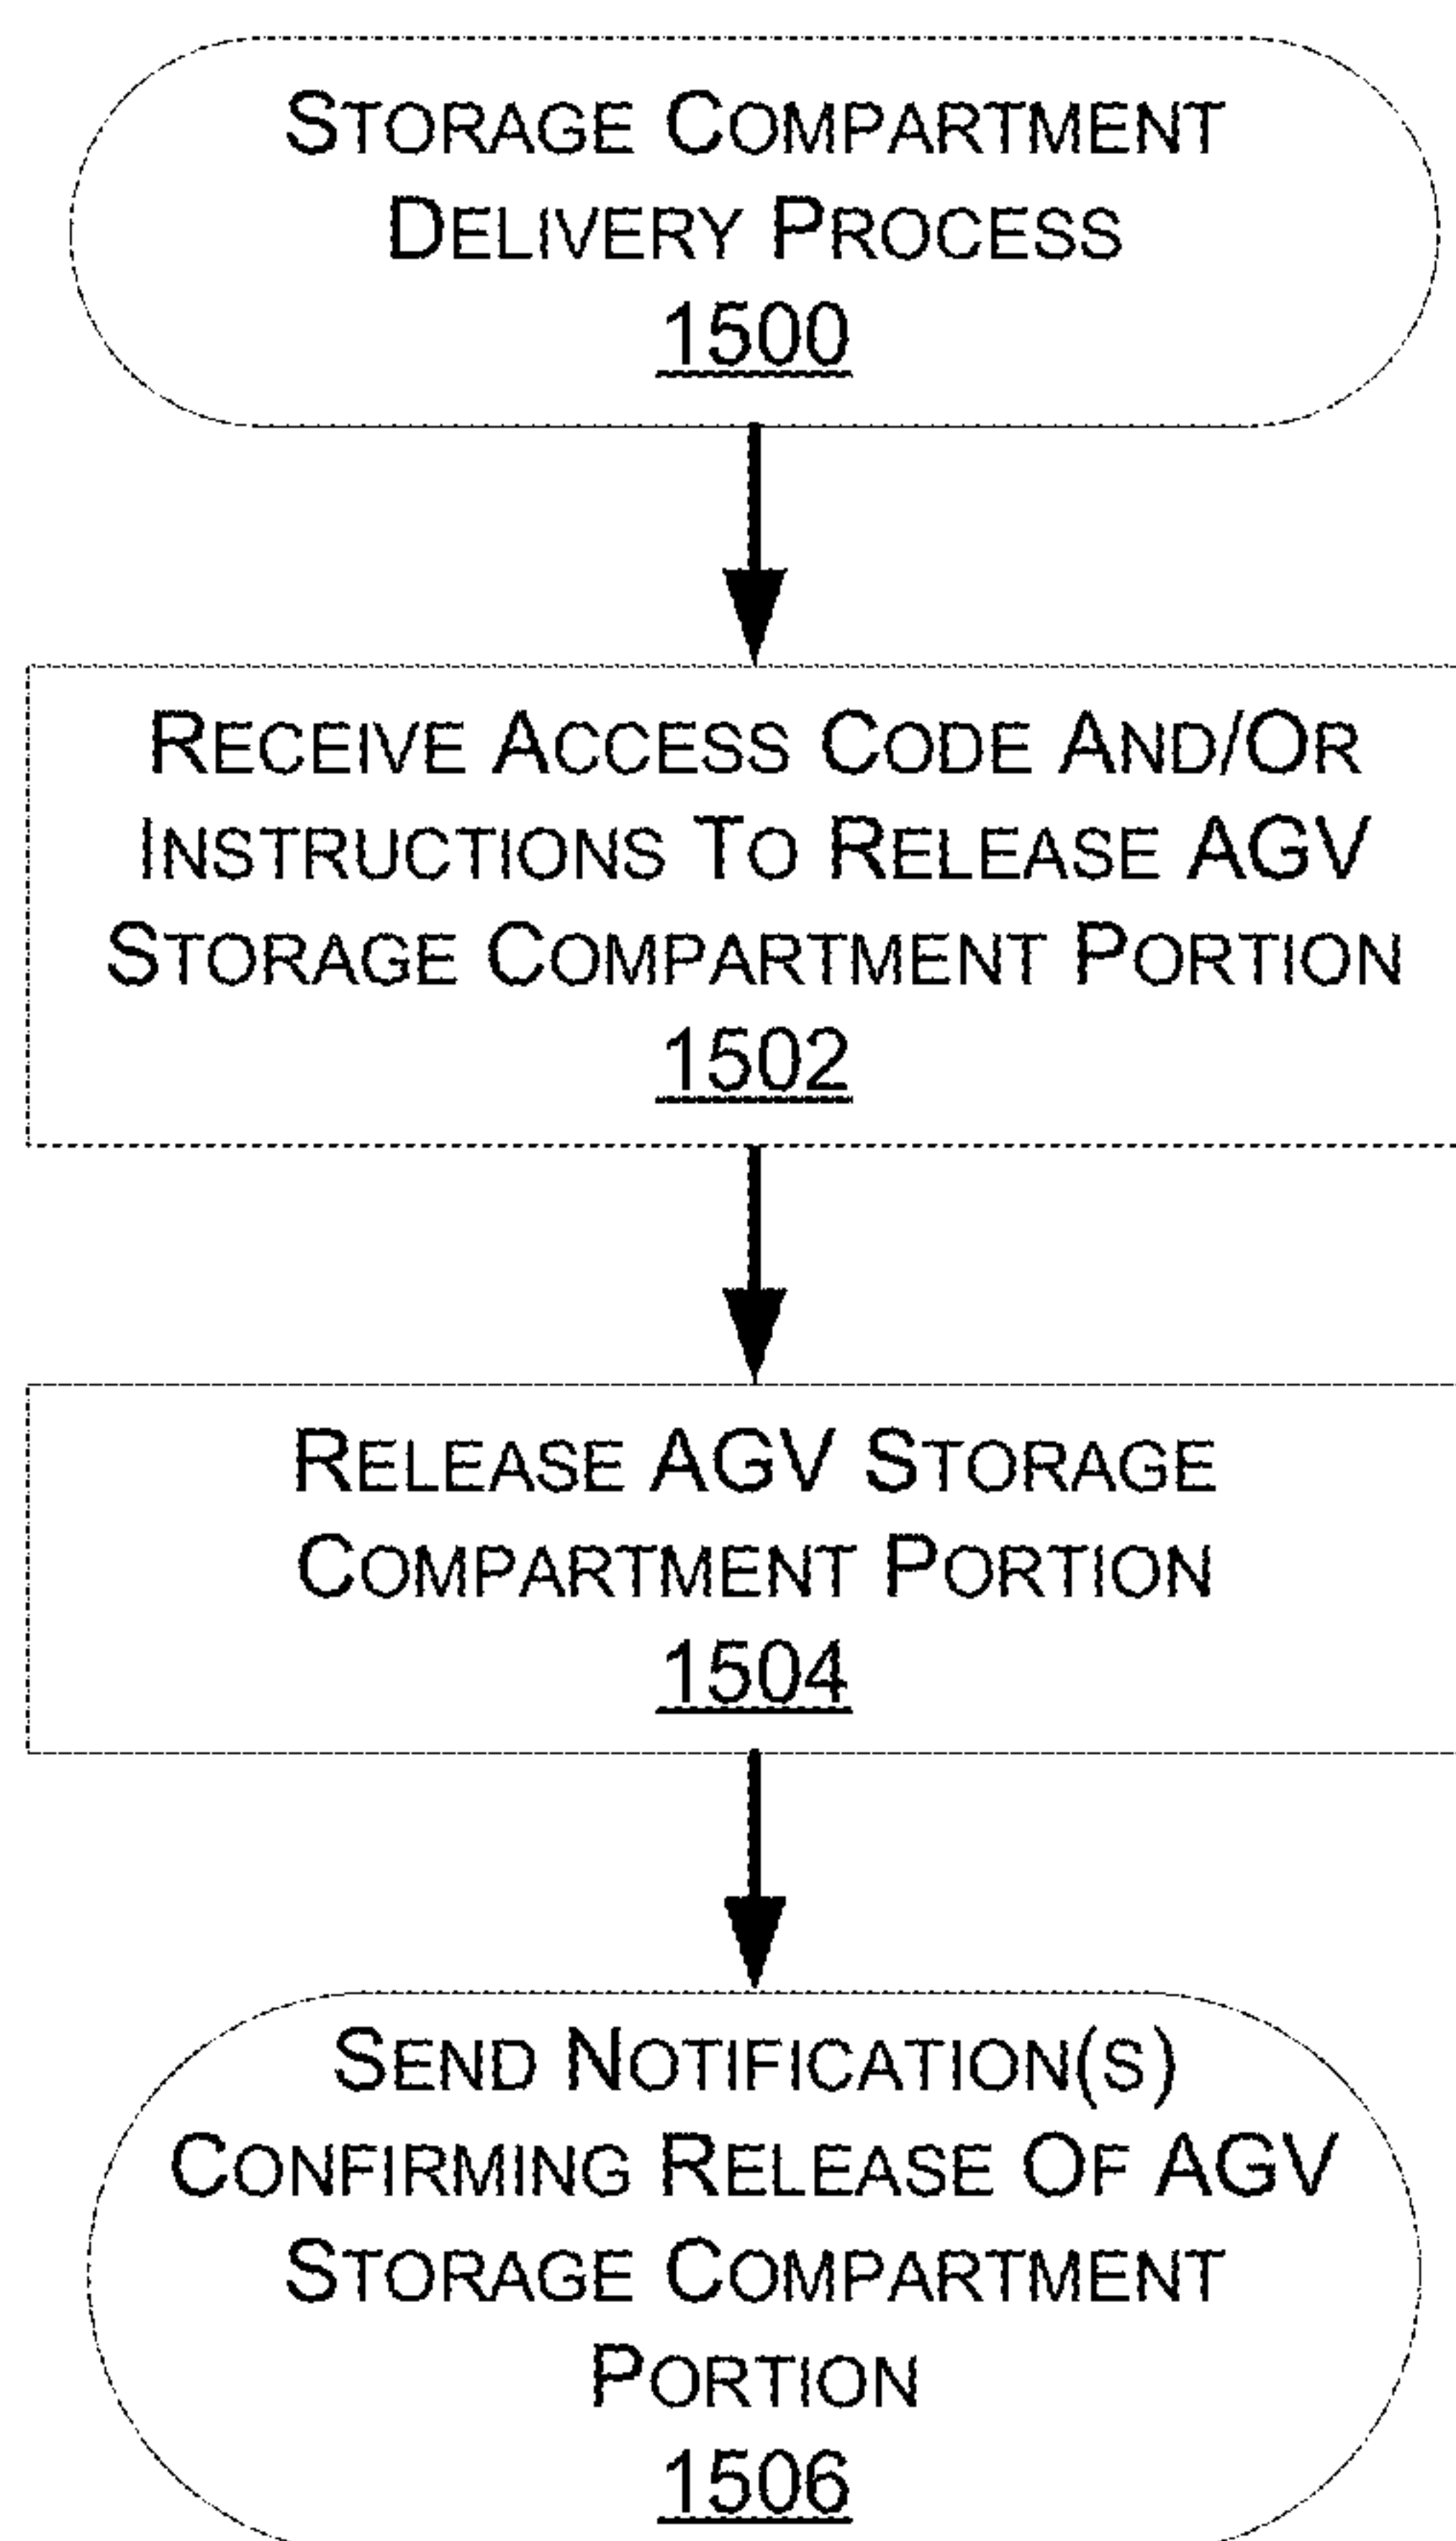 STORAGE COMPARTMENT
DELIVERY PROCESS
1500
RECEIVE ACCESS CODE AND/OR
INSTRUCTIONS TO RELEASE AGV
STORAGE COMPARTMENT PORTION
1502
RELEASE AGV STORAGE
COMPARTMENT PORTION
1504
SEND NOTIFICATION(S)
CONFIRMING RELEASE OF AGV
STORAGE COMPARTMENT
PORTION
1506